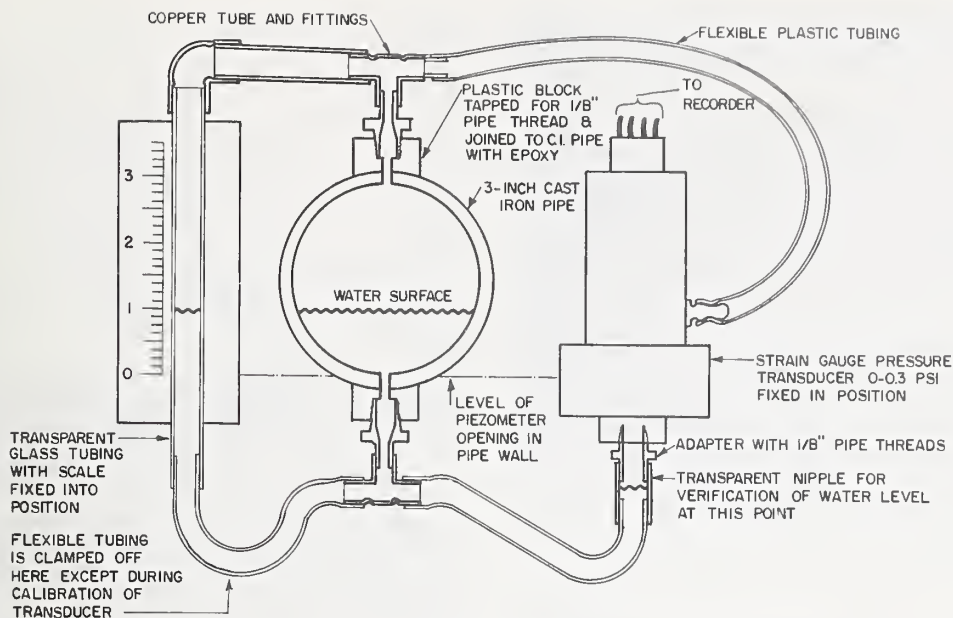 COPPER TUBE AND FITTINGS
FLEXIBLE PLASTIC TUBING
PLASTIC BLOCK
TAPPED FOR 1/8"
PIPE THREAD &
JOINED TO C.I. PIPE
WITH EPOXY
TO
RECORDER
3-INCH CAST
IRON PIPE
3
2
1
0
WATER SURFACE
STRAIN GAUGE PRESSURE
TRANSDUCER 0-0.3 PSI
FIXED IN POSITION
LEVEL OF
PIEZOMETER
OPENING IN
PIPE WALL
TRANSPARENT
GLASS TUBING
WITH SCALE
FIXED INTO
POSITION
ADAPTER WITH 1/8" PIPE THREADS
TRANSPARENT NIPPLE FOR
VERIFICATION OF WATER LEVEL
AT THIS POINT
FLEXIBLE TUBING
IS CLAMPED OFF
HERE EXCEPT DURING
CALIBRATION OF
TRANSDUCER